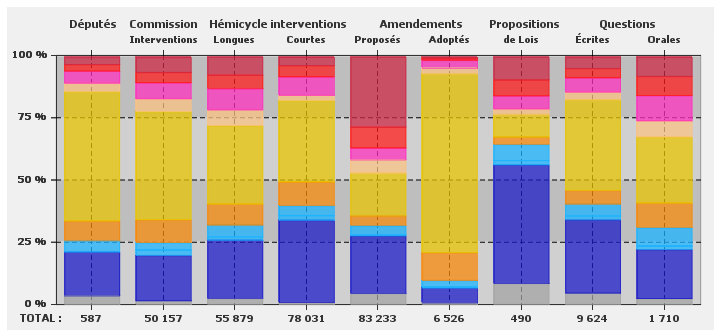 Députés Commission Hémicycle interventions Amendements Propositions Questions
Interventions Longues Courtes Proposés Adoptés de Lois Écrites Orales
100 %
75 %
50 %
25 %
0 %
TOTAL : 587 50 157 55 879 78 031 83 233 6 526 490 9 624 1 710